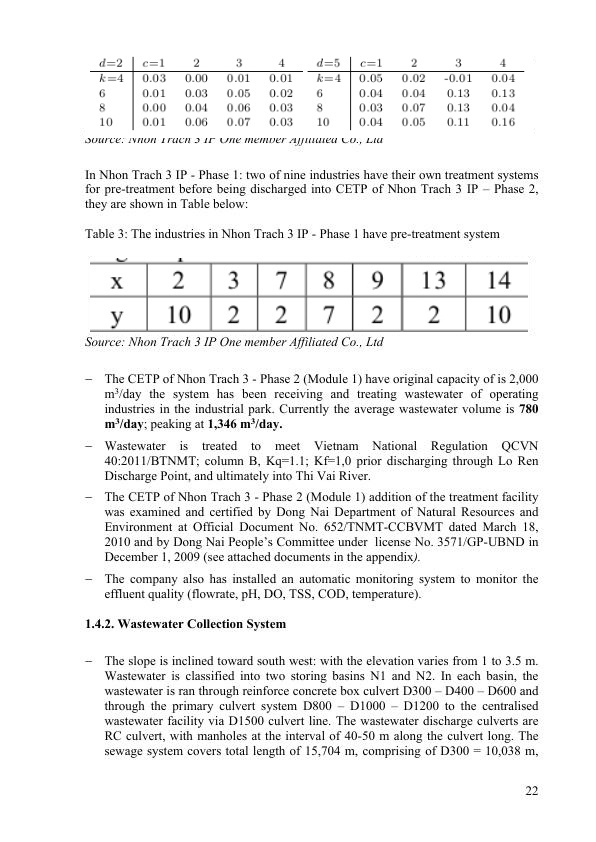 d=2 c=1 2 3 4 d=5 c=1 2 3 4
k=4 0.03 0.00 0.01 0.01 k=4 0.05 0.02 -0.01 0.04
6 0.01 0.03 0.05 0.02 6 0.04 0.04 0.13 0.13
8 0.00 0.04 0.06 0.03 8 0.03 0.07 0.13 0.04
10 0.01 0.06 0.07 0.03 10 0.04 0.05 0.11 0.16
Source: Nhon Trach 3 IP One member Affiliated Co., Ltd
In Nhon Trach 3 IP - Phase 1: two of nine industries have their own treatment systems
for pre-treatment before being discharged into CETP of Nhon Trach 3 IP – Phase 2,
they are shown in Table below:
Table 3: The industries in Nhon Trach 3 IP - Phase 1 have pre-treatment system
x 2 3 7 8 9 13 14
y 10 2 2 7 2 2 10
Source: Nhon Trach 3 IP One member Affiliated Co., Ltd
− The CETP of Nhon Trach 3 - Phase 2 (Module 1) have original capacity of is 2,000
m³/day the system has been receiving and treating wastewater of operating
industries in the industrial park. Currently the average wastewater volume is 780
m³/day; peaking at 1,346 m³/day.
− Wastewater is treated to meet Vietnam National Regulation QCVN
40:2011/BTNMT; column B, Kq=1.1; Kf=1,0 prior discharging through Lo Ren
Discharge Point, and ultimately into Thi Vai River.
− The CETP of Nhon Trach 3 - Phase 2 (Module 1) addition of the treatment facility
was examined and certified by Dong Nai Department of Natural Resources and
Environment at Official Document No. 652/TNMT-CCBVMT dated March 18,
2010 and by Dong Nai People's Committee under license No. 3571/GP-UBND in
December 1, 2009 (see attached documents in the appendix).
− The company also has installed an automatic monitoring system to monitor the
effluent quality (flowrate, pH, DO, TSS, COD, temperature).
1.4.2. Wastewater Collection System
− The slope is inclined toward south west: with the elevation varies from 1 to 3.5 m.
Wastewater is classified into two storing basins N1 and N2. In each basin, the
wastewater is ran through reinforce concrete box culvert D300 – D400 – D600 and
through the primary culvert system D800 – D1000 – D1200 to the centralised
wastewater facility via D1500 culvert line. The wastewater discharge culverts are
RC culvert, with manholes at the interval of 40-50 m along the culvert long. The
sewage system covers total length of 15,704 m, comprising of D300 = 10,038 m,
22